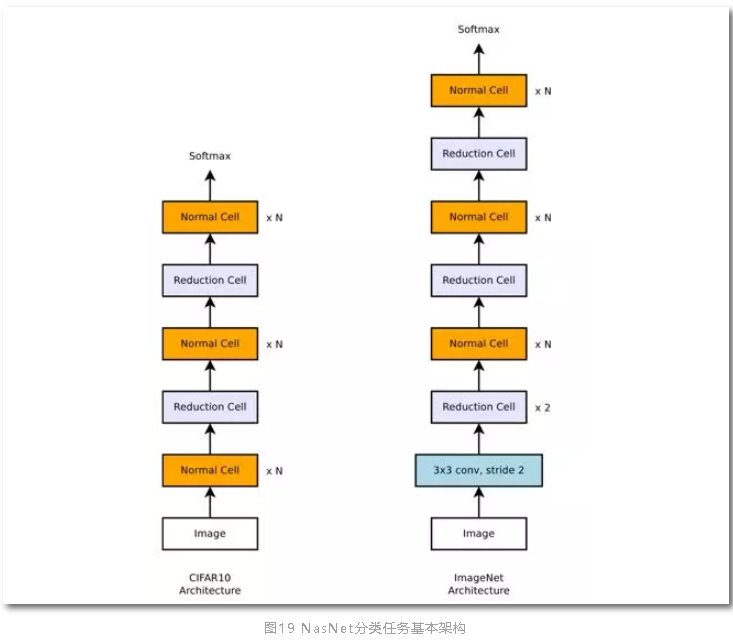 Softmax
Normal Cell x N
Reduction Cell
Normal Cell x N
Reduction Cell
Normal Cell x N
Image
CIFAR10
Architecture
Softmax
Normal Cell x N
Reduction Cell
Normal Cell x N
Reduction Cell
Normal Cell x N
Reduction Cell x 2
3x3 conv, stride 2
Image
ImageNet
Architecture
图19 NasNet分类任务基本架构